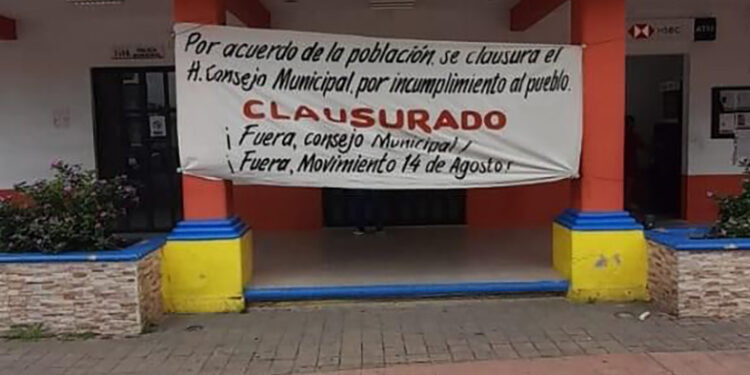 Por acuerdo de la población, se clausura el
H. Consejo Municipal, por incumplimiento al pueblo.
CLAUSURADO
¡Fuera, consejo Municipal!
¡Fuera, Movimiento 14 de Agosto!
HSBC
ATM